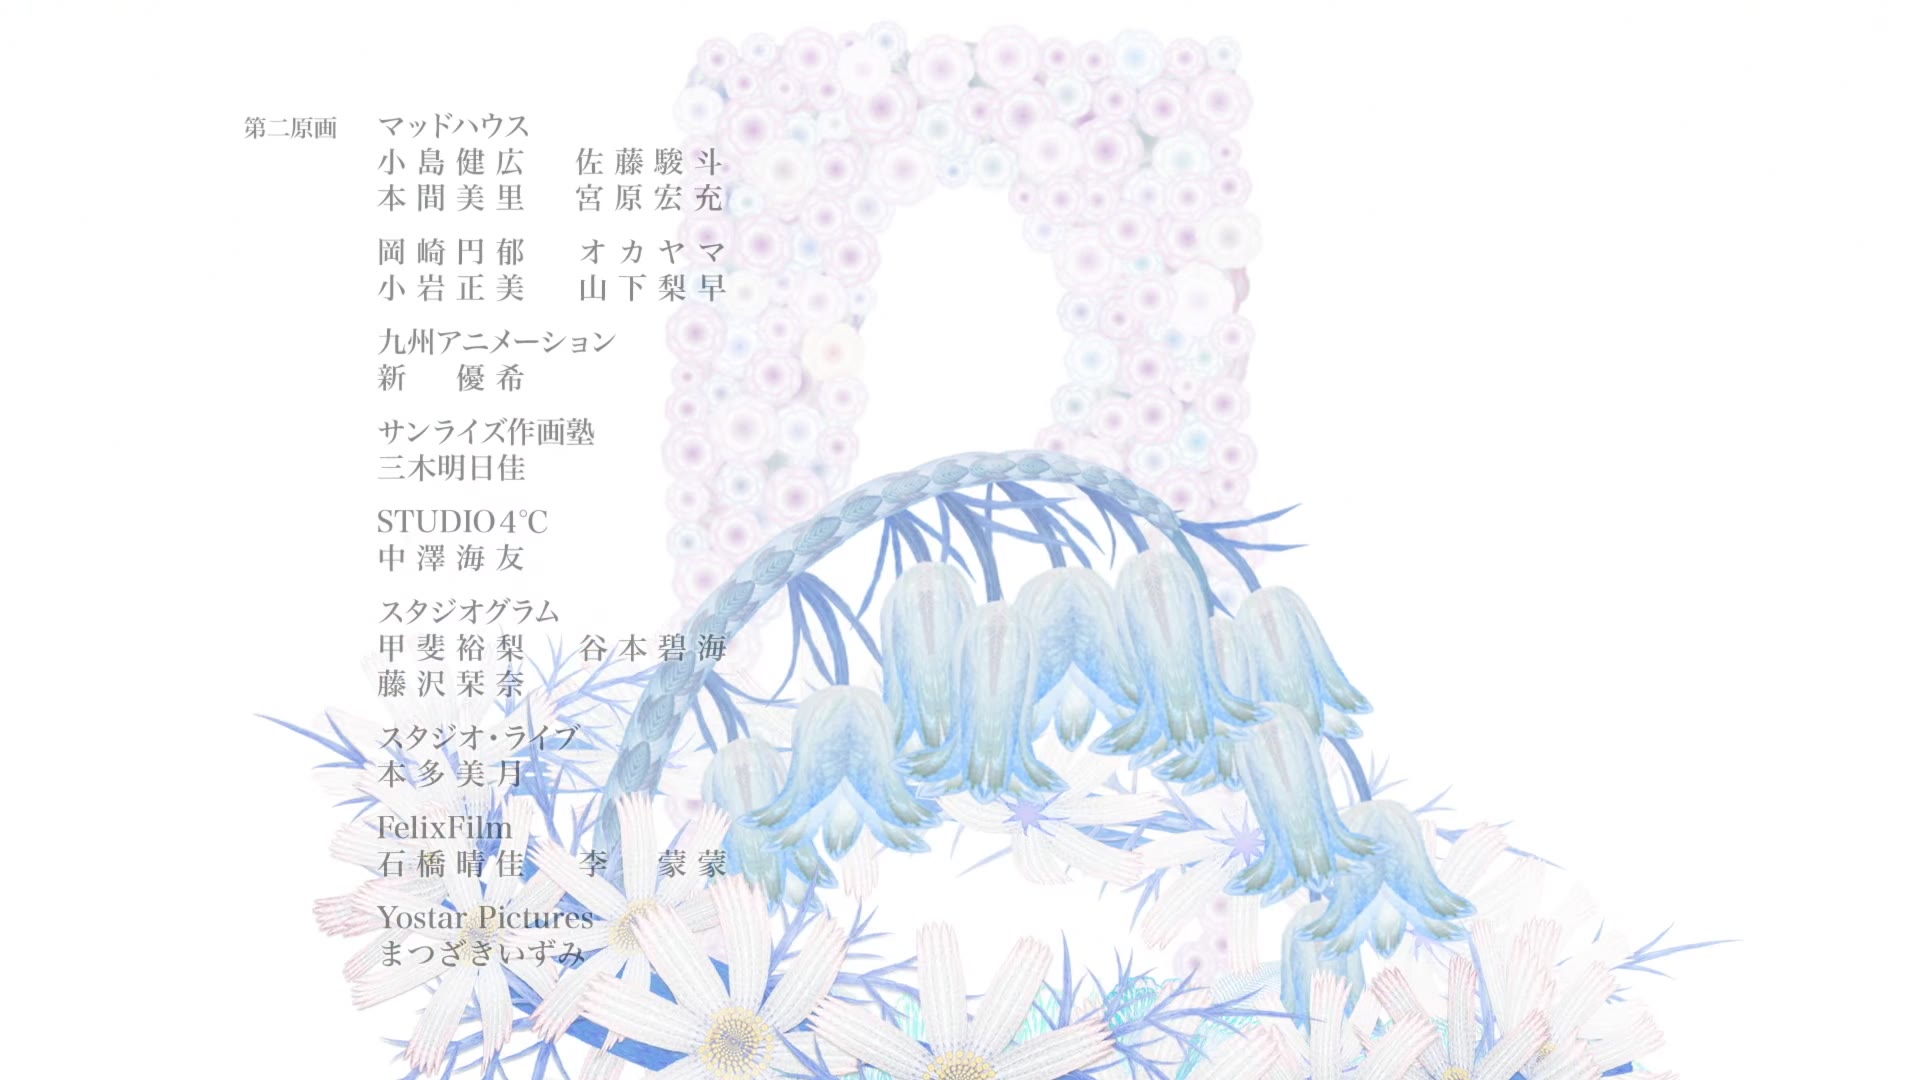 第二原画 マッドハウス
小島健広 佐藤駿斗
本間美里 宮原宏充
岡崎円郁 オカヤマ
小岩正美 山下梨早
九州アニメーション
新 優希
サンライズ作画塾
三木明日佳
STUDIO4℃
中澤海友
スタジオグラム
甲斐裕梨 谷本碧海
藤沢栞奈
スタジオ・ライブ
本多美月
FelixFilm
石橋晴佳 李 蒙蒙
Yostar Pictures
まつざきいずみ